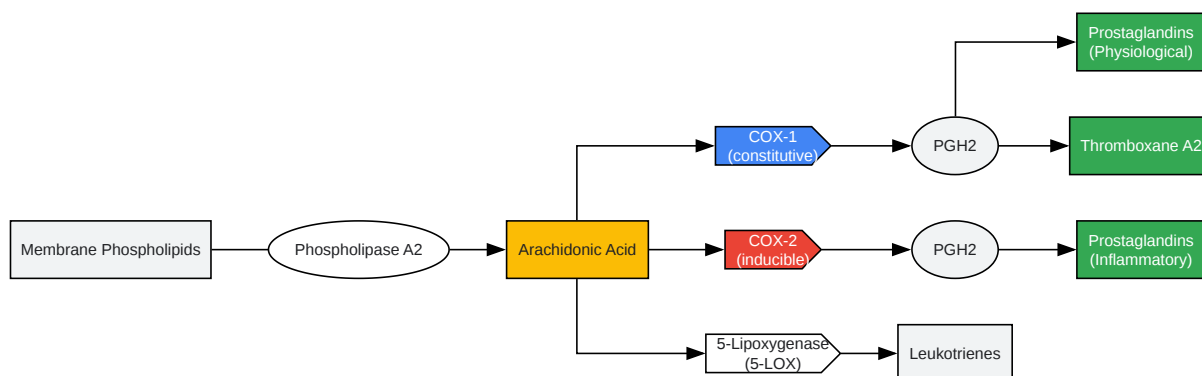 Prostaglandins
(Physiological)
COX-1
(constitutive)
PGH2
Thromboxane A2
Membrane Phospholipids
Phospholipase A2
Arachidonic Acid
COX-2
(inducible)
PGH2
Prostaglandins
(Inflammatory)
5-Lipoxygenase
(5-LOX)
Leukotrienes